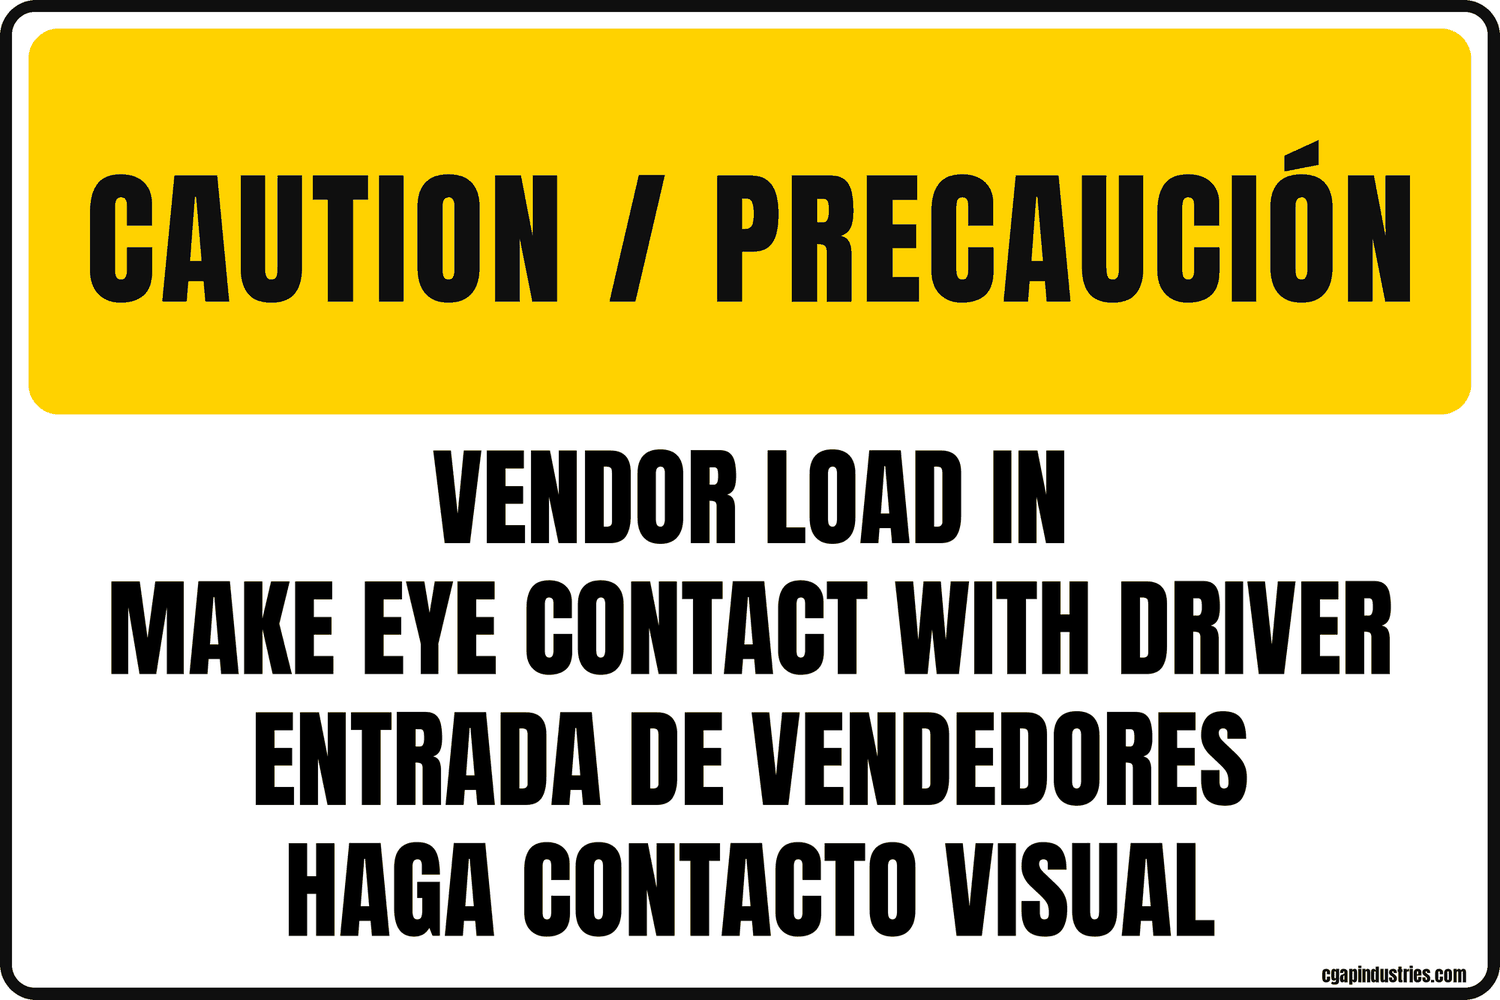 CAUTION / PRECAUCIÓN
VENDOR LOAD IN
MAKE EYE CONTACT WITH DRIVER
ENTRADA DE VENDEDORES
HAGA CONTACTO VISUAL
cgapindustries.com